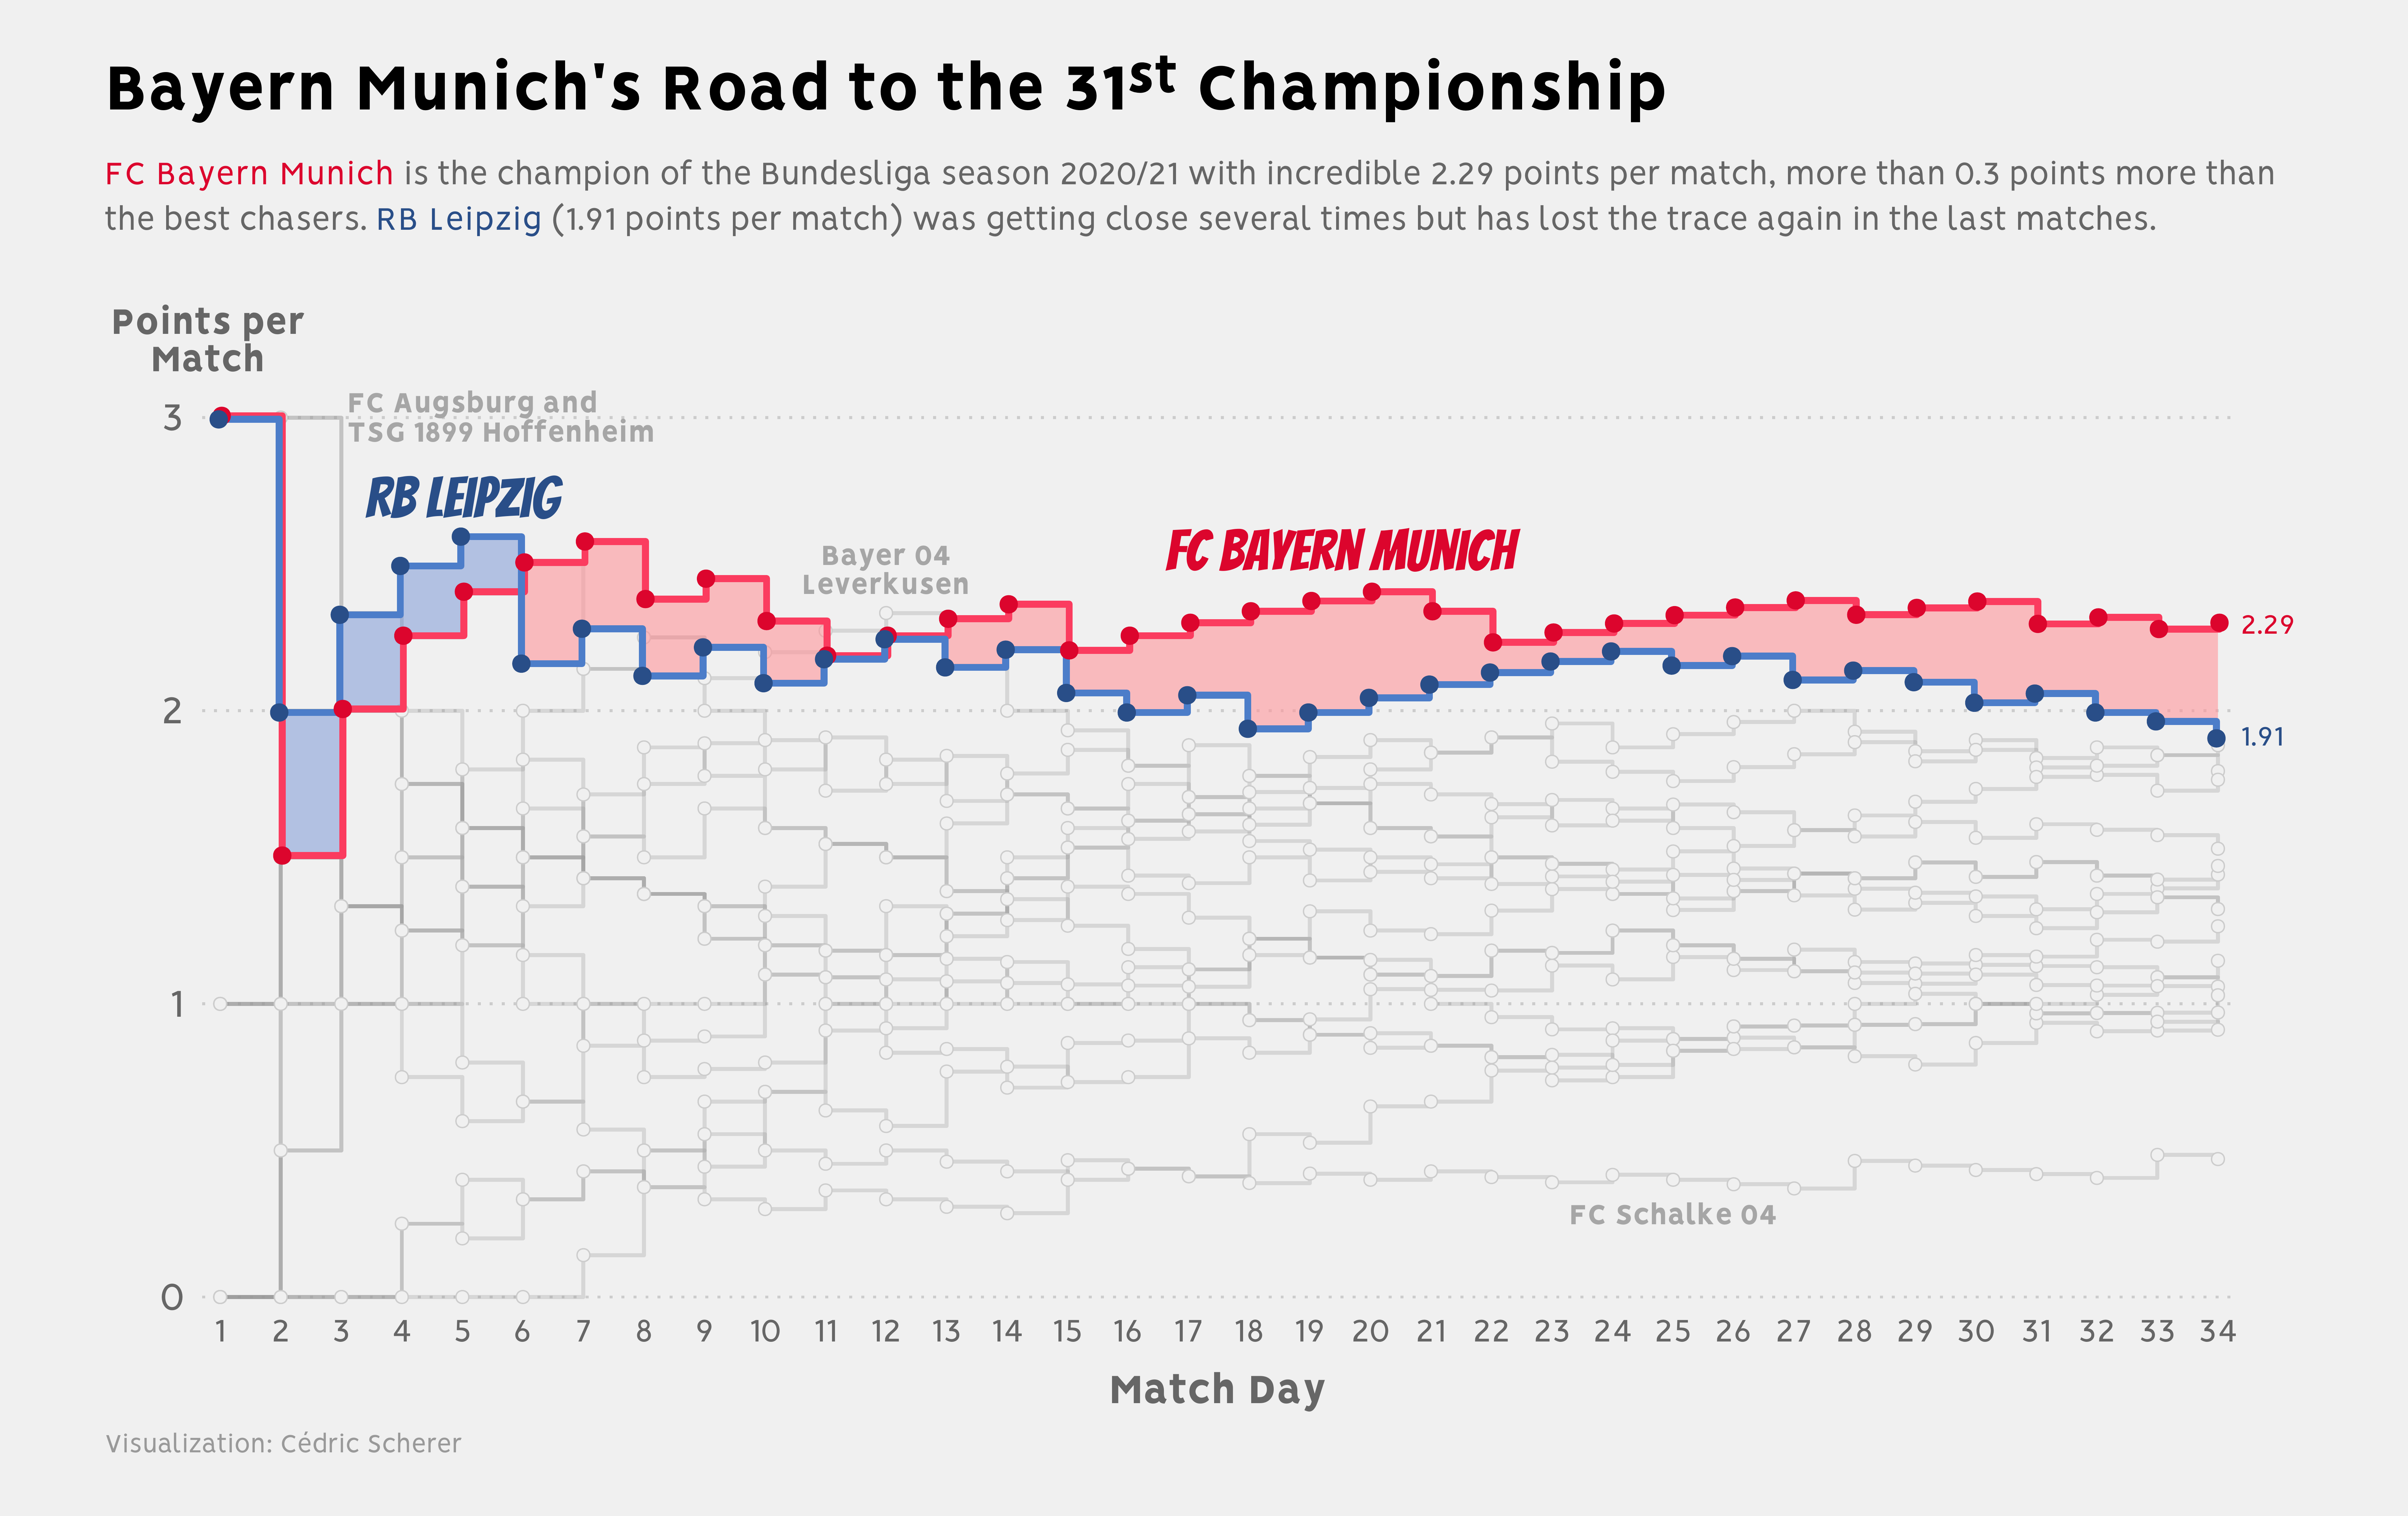 Bayern Munich's Road to the 31st Championship
FC Bayern Munich is the champion of the Bundesliga season 2020/21 with incredible 2.29 points per match, more than 0.3 points more than
the best chasers. RB Leipzig (1.91 points per match) was getting close several times but has lost the trace again in the last matches.
Points per
Match
3
FC Augsburg and
TSG 1899 Hoffenheim
RB LEIPZIG
FC BAYERN MUNICH
Bayer 04
Leverkusen
2.29
2
1.91
1
FC Schalke 04
0
1 2 3 4 5 6 7 8 9 10 11 12 13 14 15 16 17 18 19 20 21 22 23 24 25 26 27 28 29 30 31 32 33 34
Match Day
Visualization: Cédric Scherer